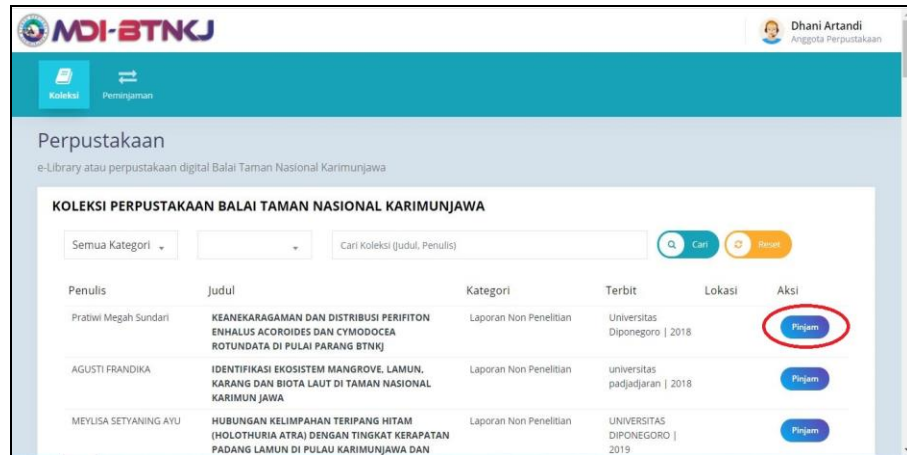 MDI-BTNKJ
Dhani Artandi
Anggota Perpustakaan
Koleksi
Peminjaman
Perpustakaan
e-Library atau perpustakaan digital Balai Taman Nasional Karimunjawa
KOLEKSI PERPUSTAKAAN BALAI TAMAN NASIONAL KARIMUNJAWA
Semua Kategori
Cari Koleksi (Judul, Penulis)
Cari
Reset
Penulis Judul Kategori Terbit Lokasi Aksi
Pratiwi Megah Sundari KEANEKARAGAMAN DAN DISTRIBUSI PERIFITON Laporan Non Penelitian Universitas Pinjam
ENHALUS ACOROIDES DAN CYMODOCEA Diponegoro | 2018
ROTUNDATA DI PULAI PARANG BTNKJ
AGUSTI FRANDIKA IDENTIFIKASI EKOSISTEM MANGROVE, LAMUN, Laporan Non Penelitian universitas Pinjam
KARANG DAN BIOTA LAUT DI TAMAN NASIONAL padjadjaran | 2018
KARIMUN JAWA
MEYLISA SETYANING AYU HUBUNGAN KELIMPAHAN TERIPANG HITAM Laporan Non Penelitian UNIVERSITAS Pinjam
(HOLOTHURIA ATRA) DENGAN TINGKAT KERAPATAN DIPONEGORO |
PADANG LAMUN DI PULAU KARIMUNJAWA DAN 2019